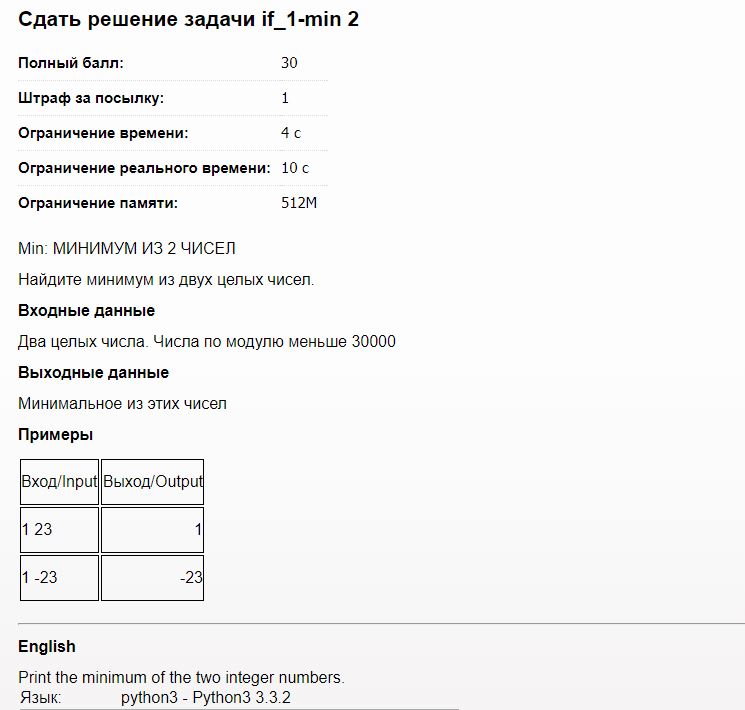 Сдать решение задачи if_1-min 2
Полный балл: 30
Штраф за посылку: 1
Ограничение времени: 4 с
Ограничение реального времени: 10 с
Ограничение памяти: 512M
Min: МИНИМУМ ИЗ 2 ЧИСЕЛ
Найдите минимум из двух целых чисел.
Входные данные
Два целых числа. Числа по модулю меньше 30000
Выходные данные
Минимальное из этих чисел
Примеры
Вход/Input Выход/Output
1 23 1
1 -23 -23
English
Print the minimum of the two integer numbers.
Язык: python3 - Python3 3.3.2